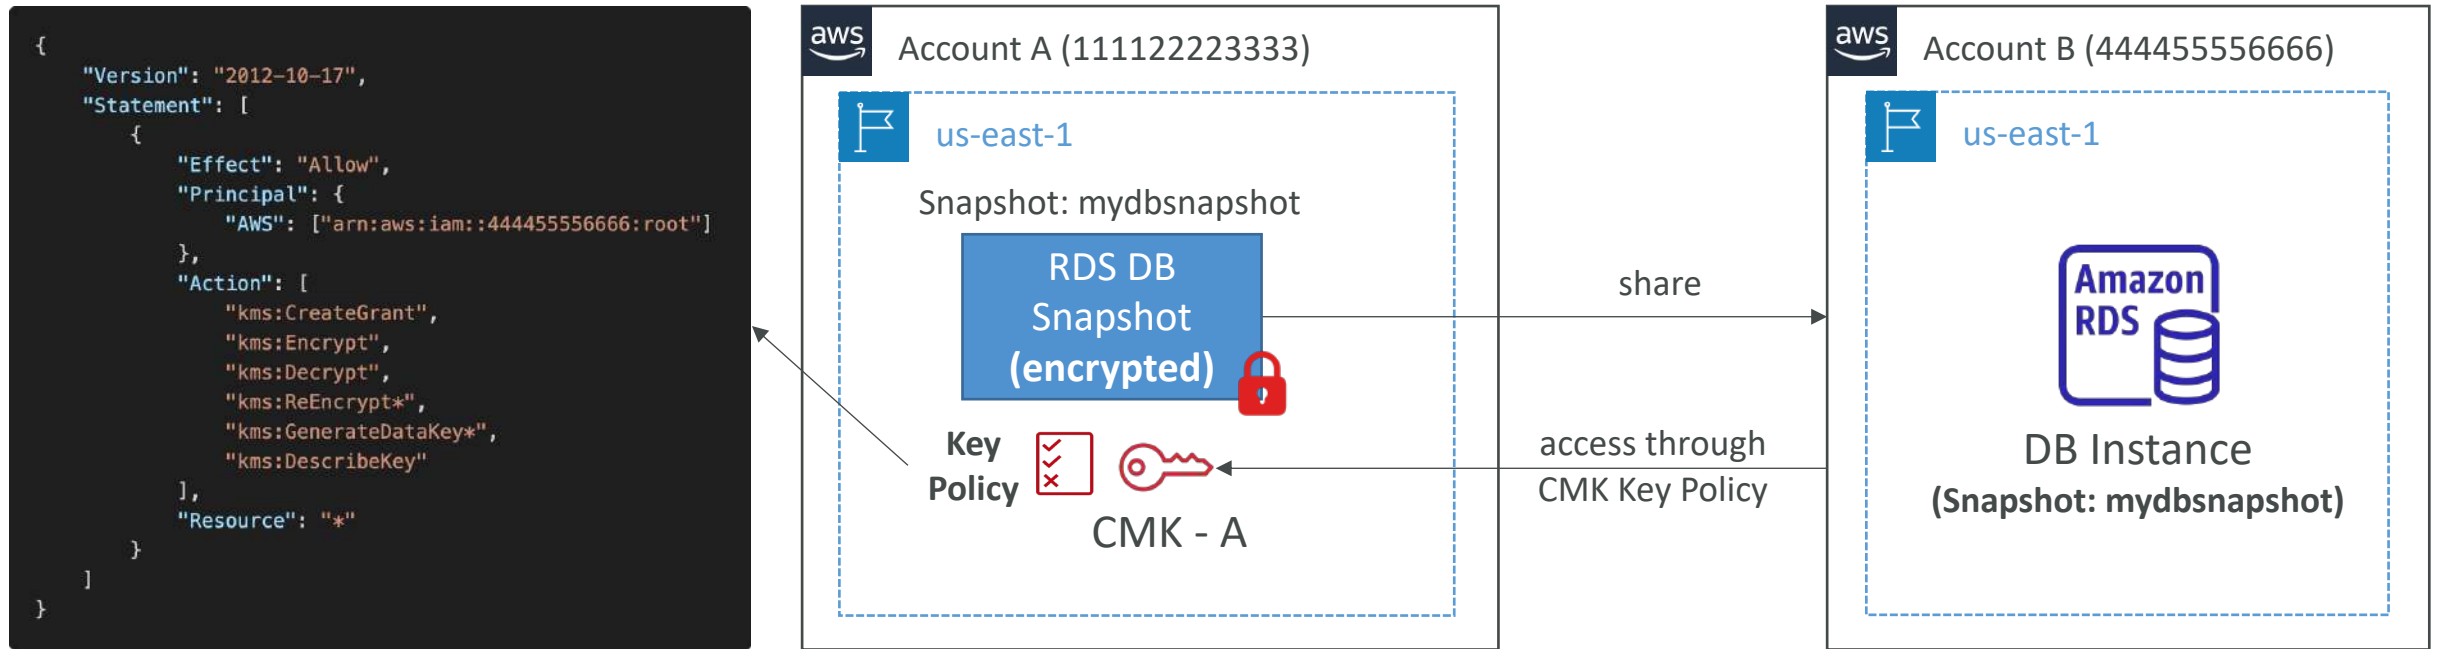 {
    "Version": "2012-10-17",
    "Statement": [
        {
            "Effect": "Allow",
            "Principal": {
                "AWS": ["arn:aws:iam::444455556666:root"]
            },
            "Action": [
                "kms:CreateGrant",
                "kms:Encrypt",
                "kms:Decrypt",
                "kms:ReEncrypt*",
                "kms:GenerateDataKey*",
                "kms:DescribeKey"
            ],
            "Resource": "*"
        }
    ]
}
aws
Account A (111122223333)
us-east-1
Snapshot: mydbsnapshot
RDS DB
Snapshot
(encrypted)
Key
Policy
CMK - A
share
access through
CMK Key Policy
aws
Account B (444455556666)
us-east-1
Amazon
RDS
DB Instance
(Snapshot: mydbsnapshot)